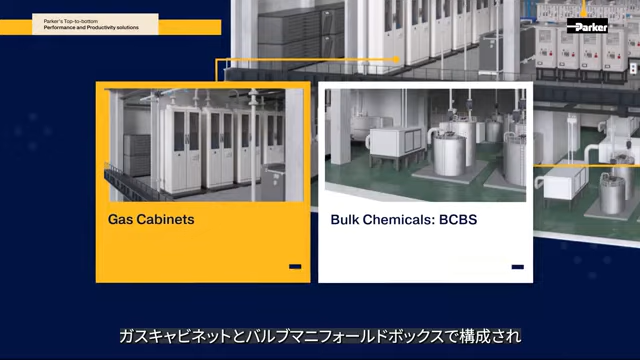 Parker's Top-to-bottom
Performance and Productivity solutions
Parker
Gas Cabinets
Bulk Chemicals: BCBS
ガスキャビネットとバルブマニフォールドボックスで構成され